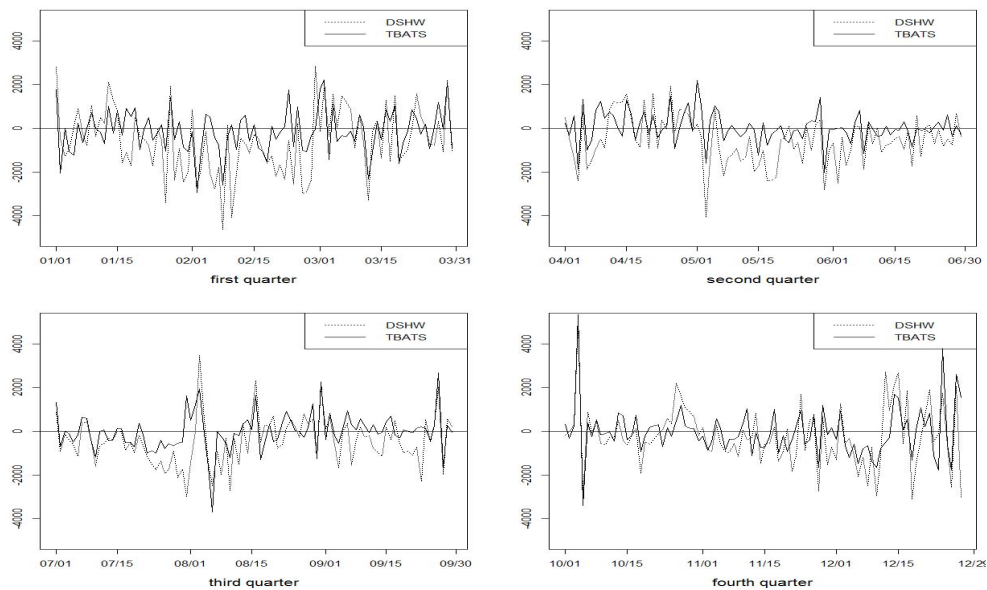 DSHW
TBATS
4000
2000
0
-2000
-4000
01/01 01/15 02/01 02/15 03/01 03/15 03/31
first quarter
DSHW
TBATS
4000
2000
0
-2000
-4000
04/01 04/15 05/01 05/15 06/01 06/15 06/30
second quarter
DSHW
TBATS
4000
2000
0
-2000
-4000
07/01 07/15 08/01 08/15 09/01 09/15 09/30
third quarter
DSHW
TBATS
4000
2000
0
-2000
-4000
10/01 10/15 11/01 11/15 12/01 12/15 12/29
fourth quarter